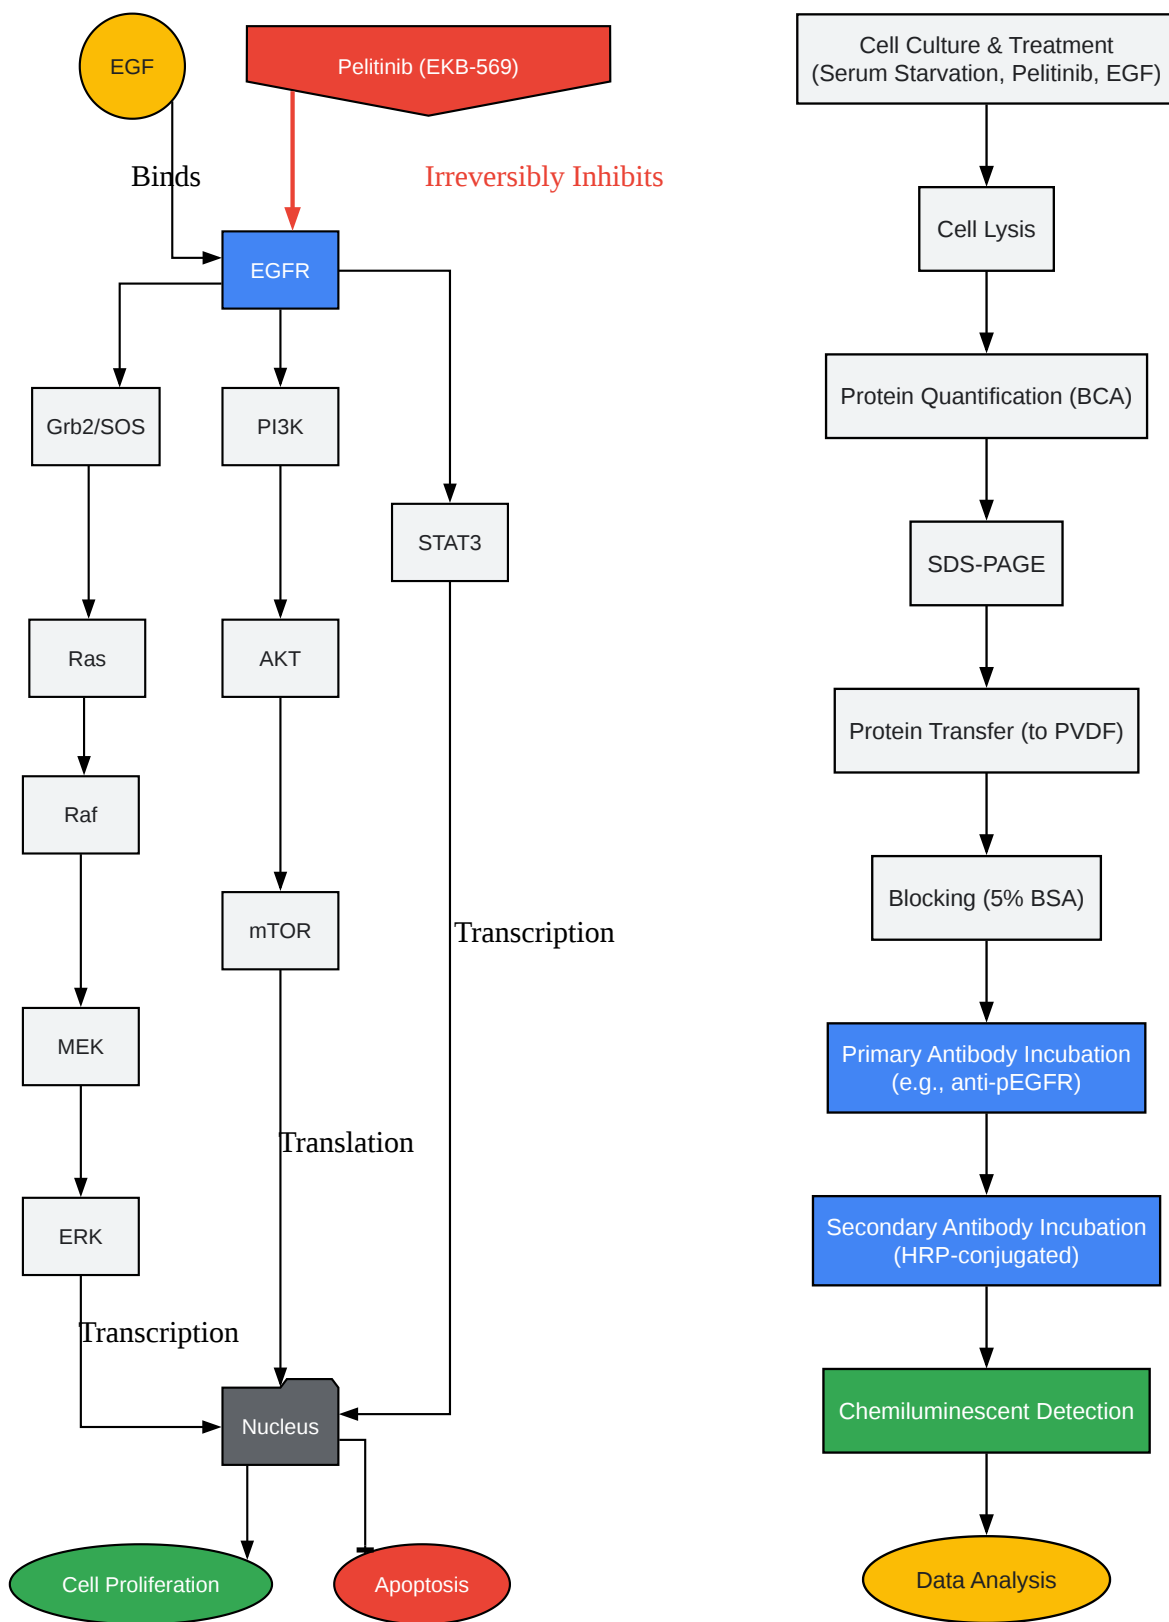 EGF
Pelitinib (EKB-569)
Binds
Irreversibly Inhibits
EGFR
Grb2/SOS
PI3K
STAT3
Ras
AKT
Raf
mTOR
Transcription
MEK
Translation
ERK
Transcription
Nucleus
Cell Proliferation
Apoptosis
Cell Culture & Treatment
(Serum Starvation, Pelitinib, EGF)
Cell Lysis
Protein Quantification (BCA)
SDS-PAGE
Protein Transfer (to PVDF)
Blocking (5% BSA)
Primary Antibody Incubation
(e.g., anti-pEGFR)
Secondary Antibody Incubation
(HRP-conjugated)
Chemiluminescent Detection
Data Analysis